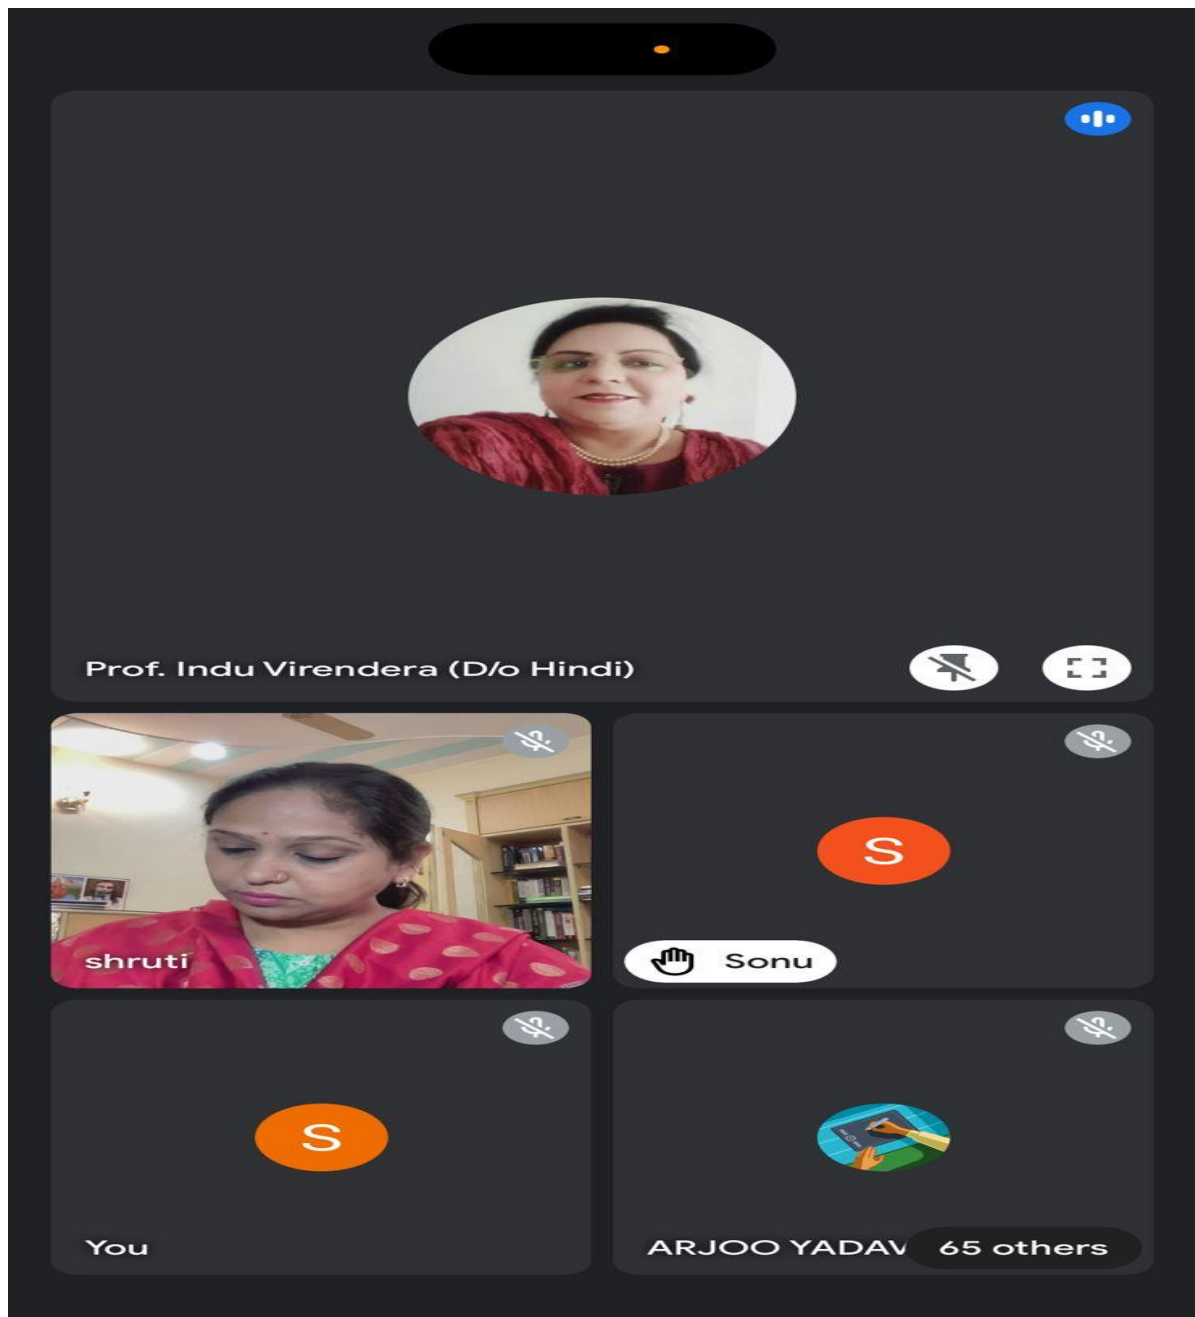 Prof. Indu Virendera (D/o Hindi)
shruti
S
Sonu
S
You
ARJOO YADAV
65 others